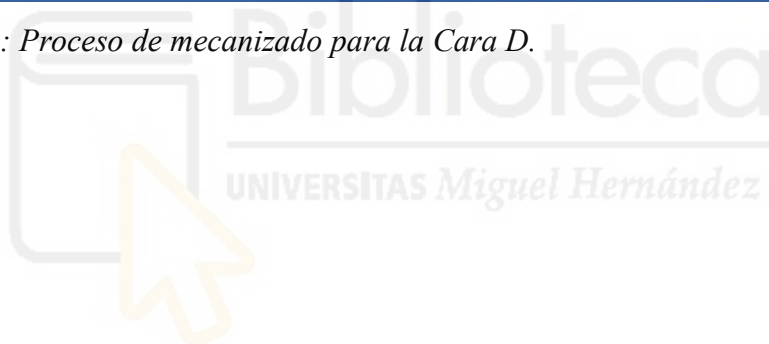 : Proceso de mecanizado para la Cara D.
Biblioteca
UNIVERSITAS Miguel Hernández